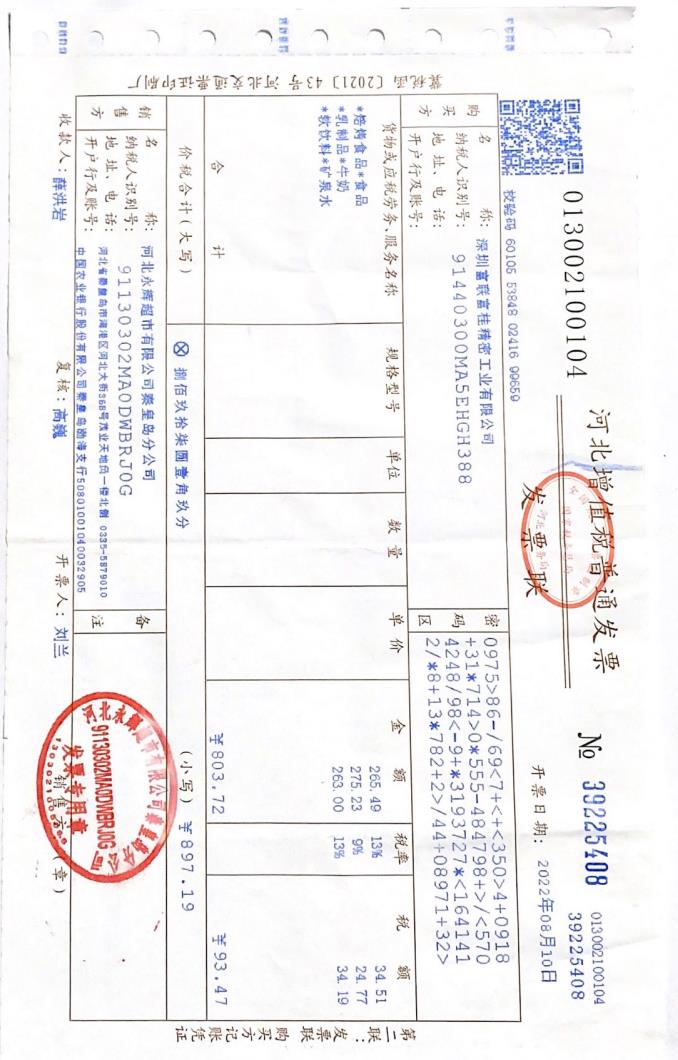 013002100104
河北增值税普通发票
发票联
№ 39225408
013002100104
39225408
校验码 60105 53848 02416 99659
开票日期: 2022年08月10日
冀税函〔2021〕43号河北交通票证印刷厂
购买方
名 称: 深圳富联富桂精密工业有限公司
纳税人识别号: 91440300MA5EHGH388
地址、电话:
开户行及账号:
密码区
0975>86-/69<7+<+<350>4+0918
+31*714>0*555-484798+>/<570
4248/98<-9+*3193727*<164141
2/*8+13*782+2>/44+08971+32>
货物或应税劳务、服务名称 规格型号 单位 数量 单价 金额 税率 税额
*焙烤食品*食品 265.49 13% 34.51
*乳制品*牛奶 275.23 9% 24.77
*软饮料*矿泉水 263.00 13% 34.19
合计 ¥803.72 ¥93.47
价税合计(大写) ⊗ 捌佰玖拾柒圆壹角玖分 (小写) ¥897.19
销售方
名 称: 河北永辉超市有限公司秦皇岛分公司
纳税人识别号: 91130302MA0DWBRJ0G
地址、电话: 河北省秦皇岛市海港区河北大街368号茂业天地负一楼北侧 0335-5879010
开户行及账号: 中国农业银行股份有限公司秦皇岛渤海支行50801001040032905
备注
河北永辉超市有限公司秦皇岛分公司
91130302MA0DWBRJ0G
发票专用章
收款人: 薛洪岩 复核: 高巍 开票人: 刘兰 销售方:(章)
第二联:发票联 购买方记账凭证